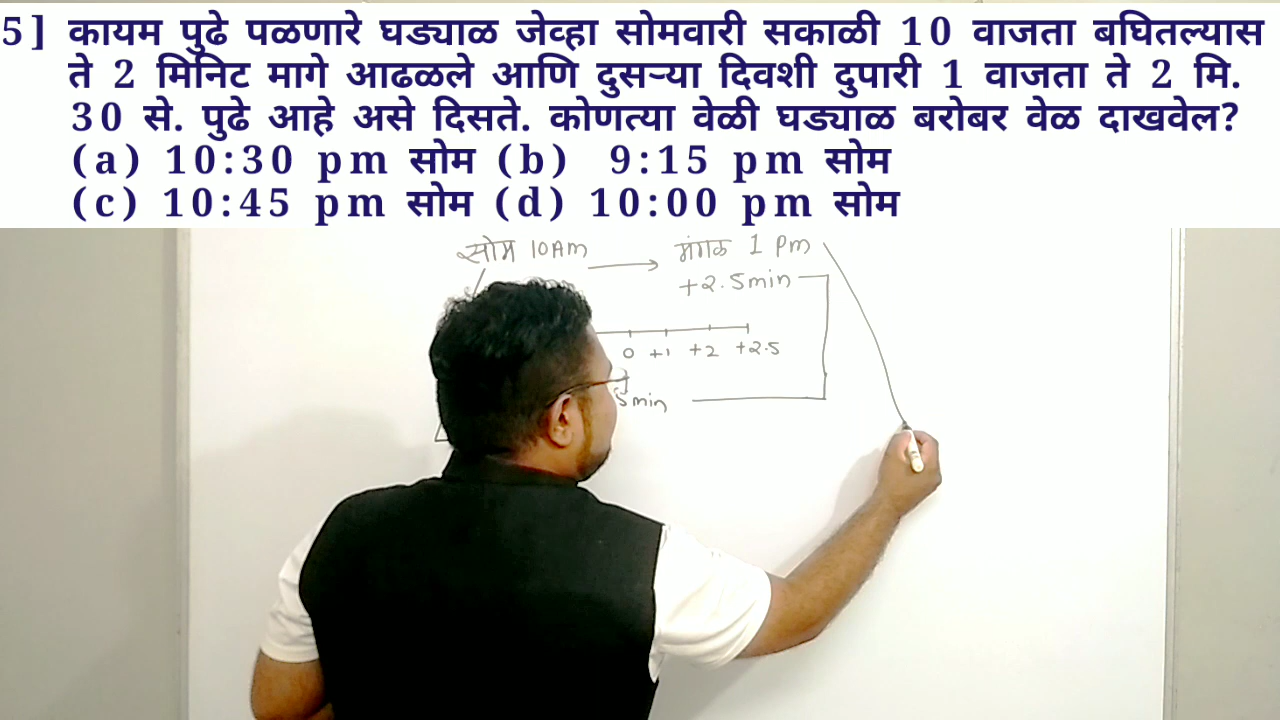 5] कायम पुढे पळणारे घड्याळ जेव्हा सोमवारी सकाळी 10 वाजता बघितल्यास
ते 2 मिनिट मागे आढळले आणि दुसऱ्या दिवशी दुपारी 1 वाजता ते 2 मि.
30 से. पुढे आहे असे दिसते. कोणत्या वेळी घड्याळ बरोबर वेळ दाखवेल?
(a) 10:30 pm सोम (b) 9:15 pm सोम
(c) 10:45 pm सोम (d) 10:00 pm सोम
सोम 10Am → मंगळ 1 Pm
+2.5min
0 +1 +2 +2.5
5min